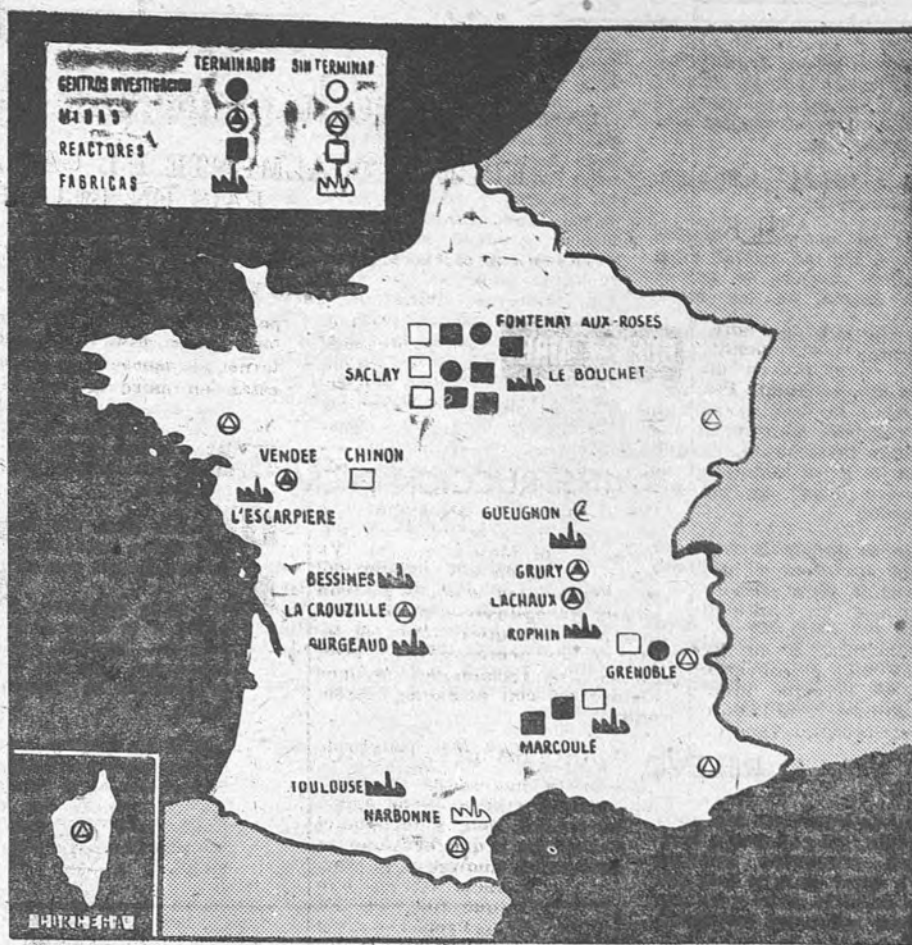 TERMINADOS SIN TERMINAR
CENTROS INVESTIGACION
MINAS
REACTORES
FABRICAS
FONTENAY AUX-ROSES
SACLAY
LE BOUCHET
VENDEE
CHINON
L'ESCARPIERE
GUEUGNON
BESSINES
GRURY
LA CROUZILLE
LACHAUX
GURGEAUD
ROPHIN
GRENOBLE
MARCOULE
TOULOUSE
NARBONNE
CORCEGA